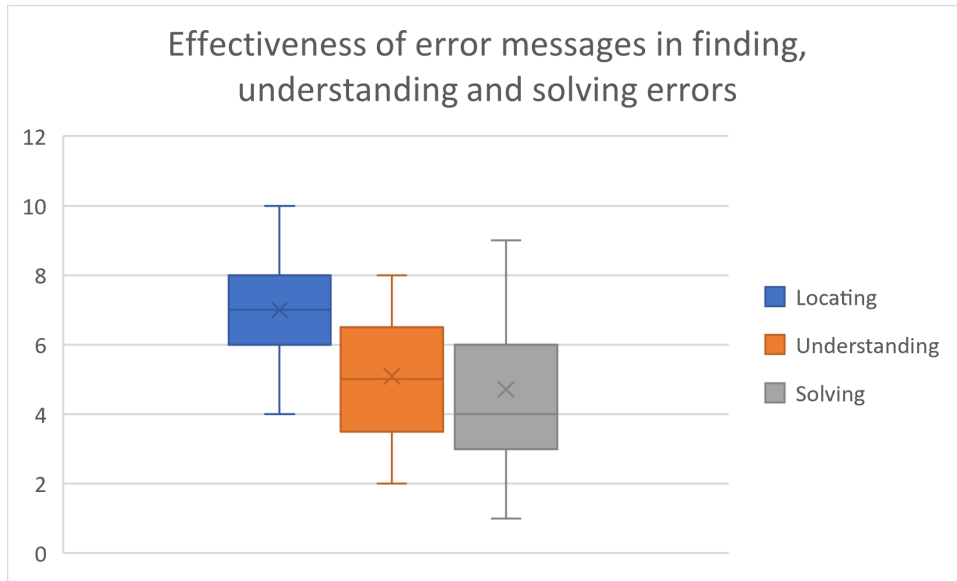 Effectiveness of error messages in finding,
understanding and solving errors
12
10
8
6
4
2
0
Locating
Understanding
Solving